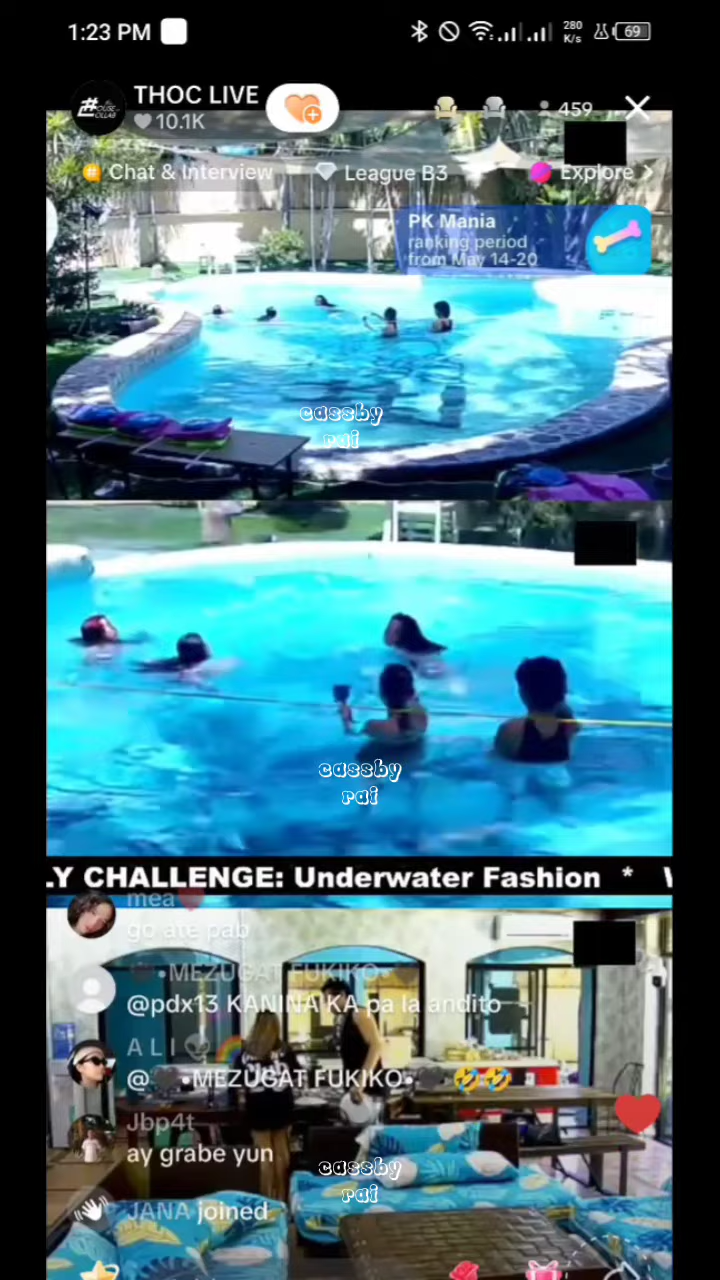 1:23 PM
280
K/s
69
#
THOC LIVE
10.1K
459
Chat & Interview
League B3
Explore
PK Mania
ranking period
from May 14-20
cassby
rai
cassby
rai
LY CHALLENGE: Underwater Fashion *
mea
go ate pab
•MEZUGAT FUKIKO•
@pdx13 KANINA KA pa la andito
A L I
@ •MEZUGAT FUKIKO•
Jbp4t
ay grabe yun
cassby
rai
JANA joined